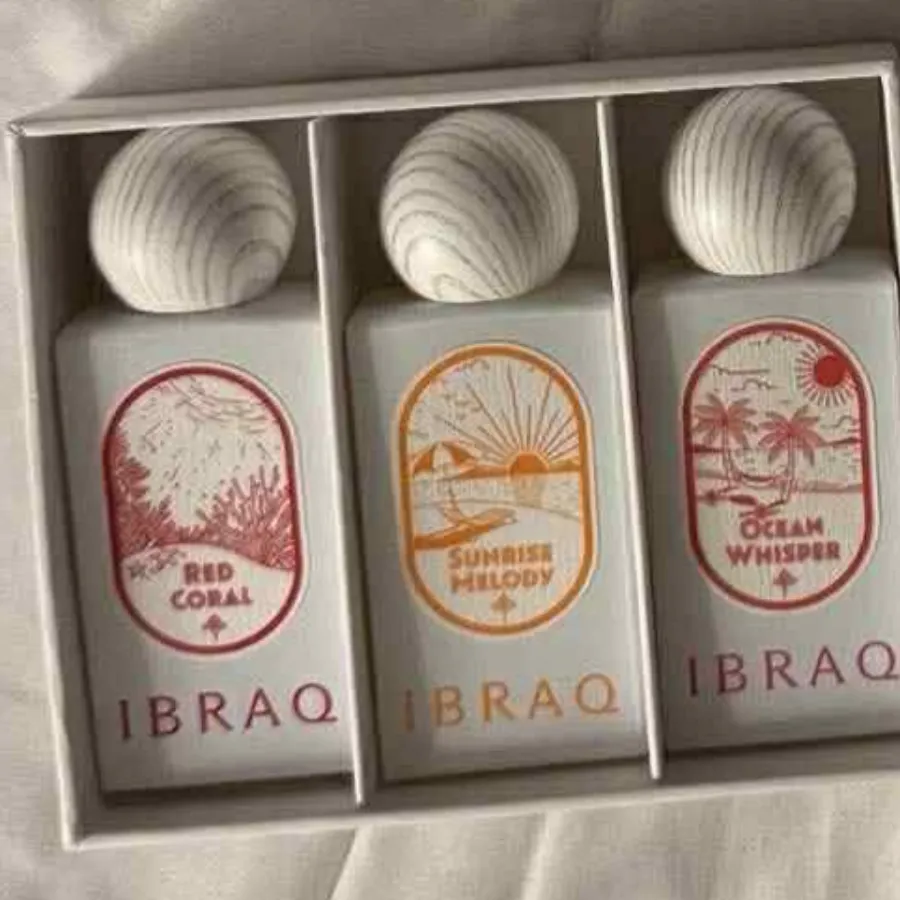 RED
CORAL
IBRAQ
SUNRISE
MELODY
IBRAQ
OCEAN
WHISPER
IBRAQ